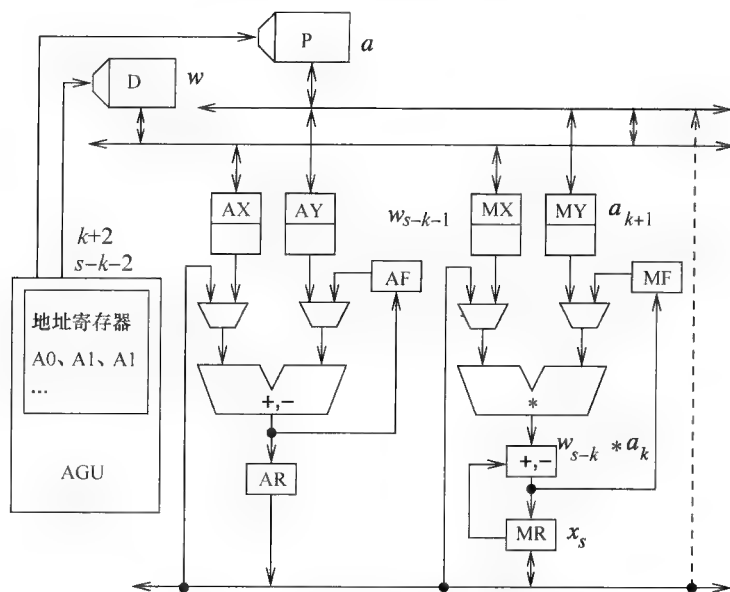 P
a
D
w
AX
AY
w_{s-k-1}
MX
MY
a_{k+1}
k+2
s-k-2
AF
MF
地址寄存器
A0、A1、A1
...
+,-
*
AGU
+,-
w_{s-k} * a_k
AR
MR
x_s